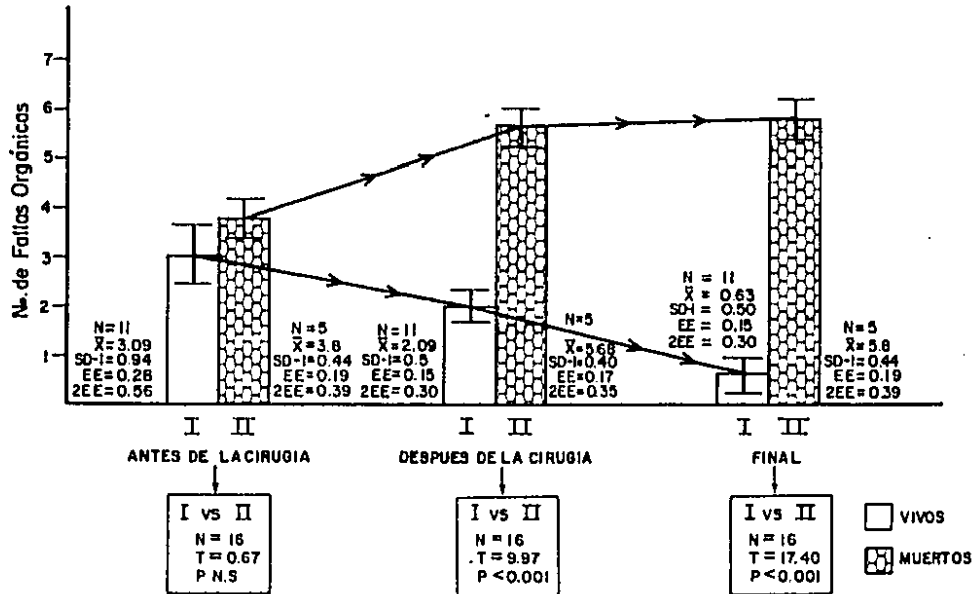 No. de Fallas Orgánicas
7
6
5
4
3
2
1
N=11
X̄=3.09
SD-1=0.94
EE=0.28
2EE=0.56
N=5
X̄=3.8
SD-1=0.44
EE=0.19
2EE=0.39
N=11
X̄=2.09
SD-1=0.5
EE=0.15
2EE=0.30
N=5
X̄=5.68
SD-1=0.40
EE=0.17
2EE=0.35
N = 11
X̄ = 0.63
SD-1 = 0.50
EE = 0.15
2EE = 0.30
N=5
X̄=5.8
SD-1=0.44
EE=0.19
2EE=0.39
I II
I II
I II
ANTES DE LA CIRUGIA
DESPUES DE LA CIRUGIA
FINAL
I vs II
N = 16
T = 0.67
P N.S
I vs II
N = 16
T = 9.97
P < 0.001
I vs II
N = 16
T = 17.40
P < 0.001
VIVOS
MUERTOS